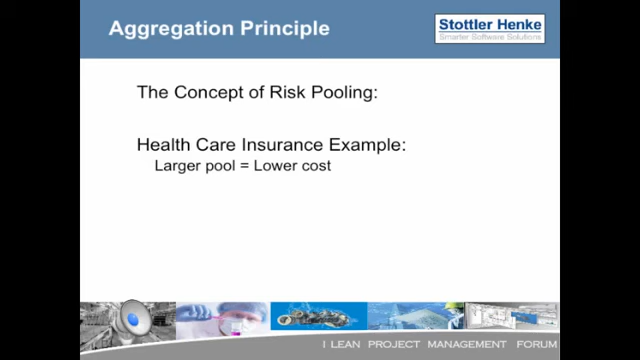 Aggregation Principle
Stottler Henke
Smarter Software Solutions
The Concept of Risk Pooling:
Health Care Insurance Example:
Larger pool = Lower cost
I LEAN PROJECT MANAGEMENT FORUM